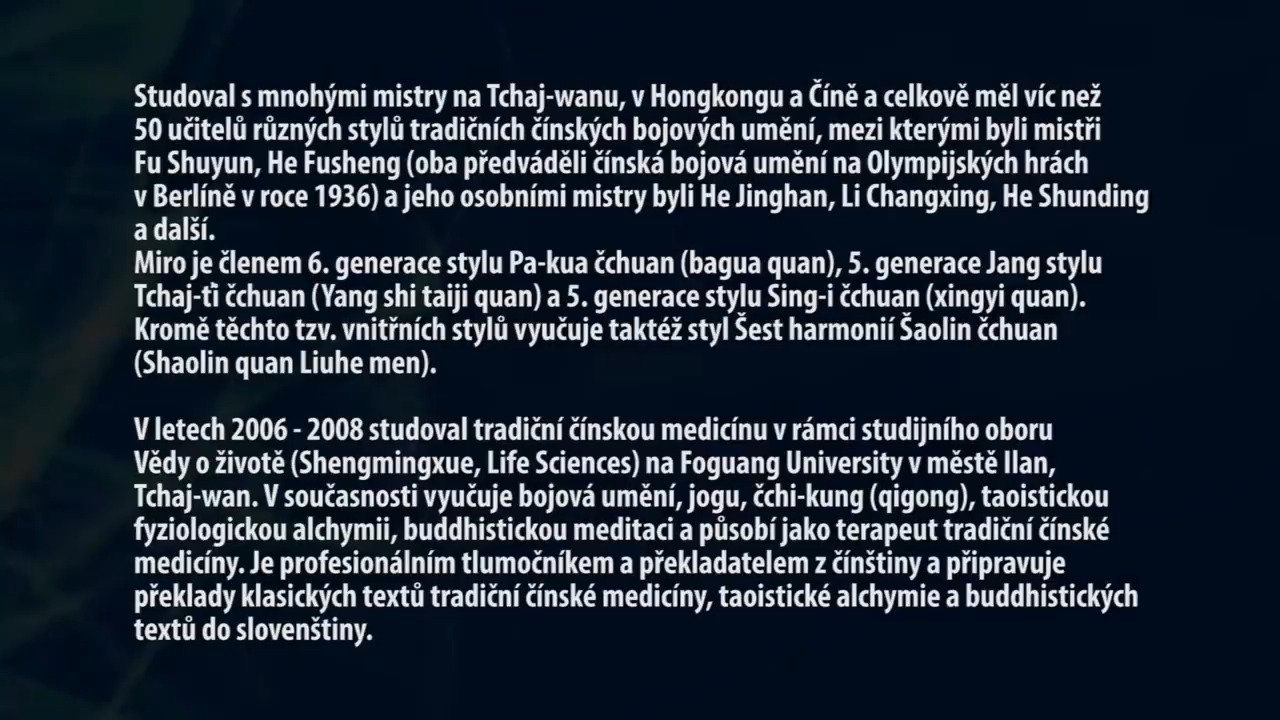 Studoval s mnohými mistry na Tchaj-wanu, v Hongkongu a Číně a celkově měl víc než
50 učitelů různých stylů tradičních čínských bojových umění, mezi kterými byli mistři
Fu Shuyun, He Fusheng (oba předváděli čínská bojová umění na Olympijských hrách
v Berlíně v roce 1936) a jeho osobními mistry byli He Jinghan, Li Changxing, He Shunding
a další.
Miro je členem 6. generace stylu Pa-kua čchuan (bagua quan), 5. generace Jang stylu
Tchaj-ťi čchuan (Yang shi taiji quan) a 5. generace stylu Sing-i čchuan (xingyi quan).
Kromě těchto tzv. vnitřních stylů vyučuje taktéž styl Šest harmonií Šaolin čchuan
(Shaolin quan Liuhe men).
V letech 2006 - 2008 studoval tradiční čínskou medicínu v rámci studijního oboru
Vědy o životě (Shengmingxue, Life Sciences) na Foguang University v městě Ilan,
Tchaj-wan. V současnosti vyučuje bojová umění, jogu, čchi-kung (qigong), taoistickou
fyziologickou alchymii, buddhistickou meditaci a působí jako terapeut tradiční čínské
medicíny. Je profesionálním tlumočníkem a překladatelem z čínštiny a připravuje
překlady klasických textů tradiční čínské medicíny, taoistické alchymie a buddhistických
textů do slovenštiny.